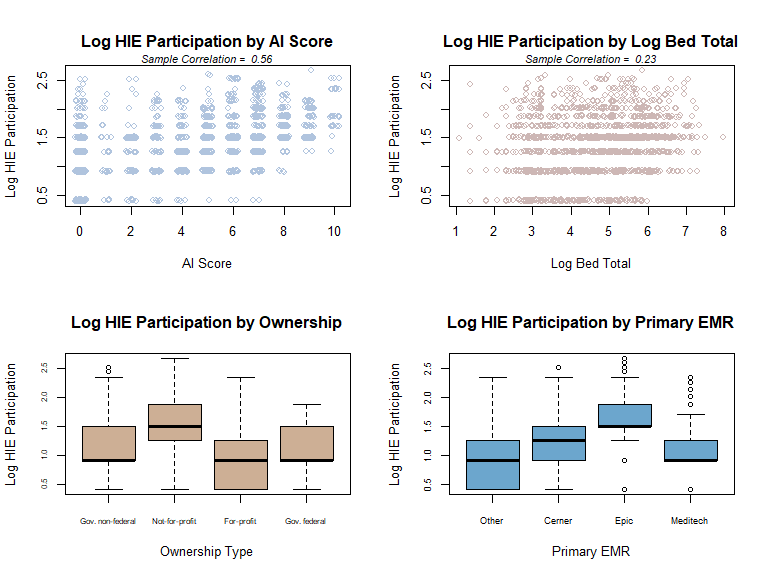 Log HIE Participation by AI Score
Sample Correlation =  0.56
Log HIE Participation
0.5 1.5 2.5
0 2 4 6 8 10
AI Score
Log HIE Participation by Log Bed Total
Sample Correlation =  0.23
Log HIE Participation
0.5 1.5 2.5
1 2 3 4 5 6 7 8
Log Bed Total
Log HIE Participation by Ownership
Log HIE Participation
0.5 1.0 1.5 2.0 2.5
Gov. non-federal Not-for-profit For-profit Gov. federal
Ownership Type
Log HIE Participation by Primary EMR
Log HIE Participation
0.5 1.0 1.5 2.0 2.5
Other Cerner Epic Meditech
Primary EMR